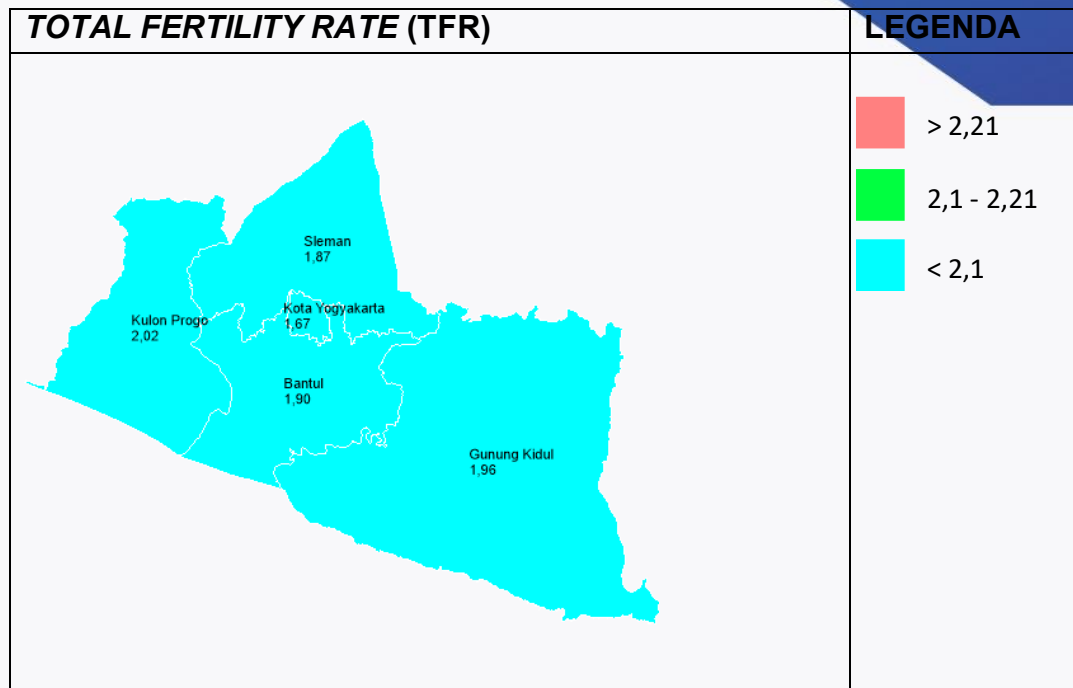 TOTAL FERTILITY RATE (TFR)
LEGENDA
> 2,21
2,1 - 2,21
< 2,1
Sleman
1,87
Kota Yogyakarta
1,67
Kulon Progo
2,02
Bantul
1,90
Gunung Kidul
1,96